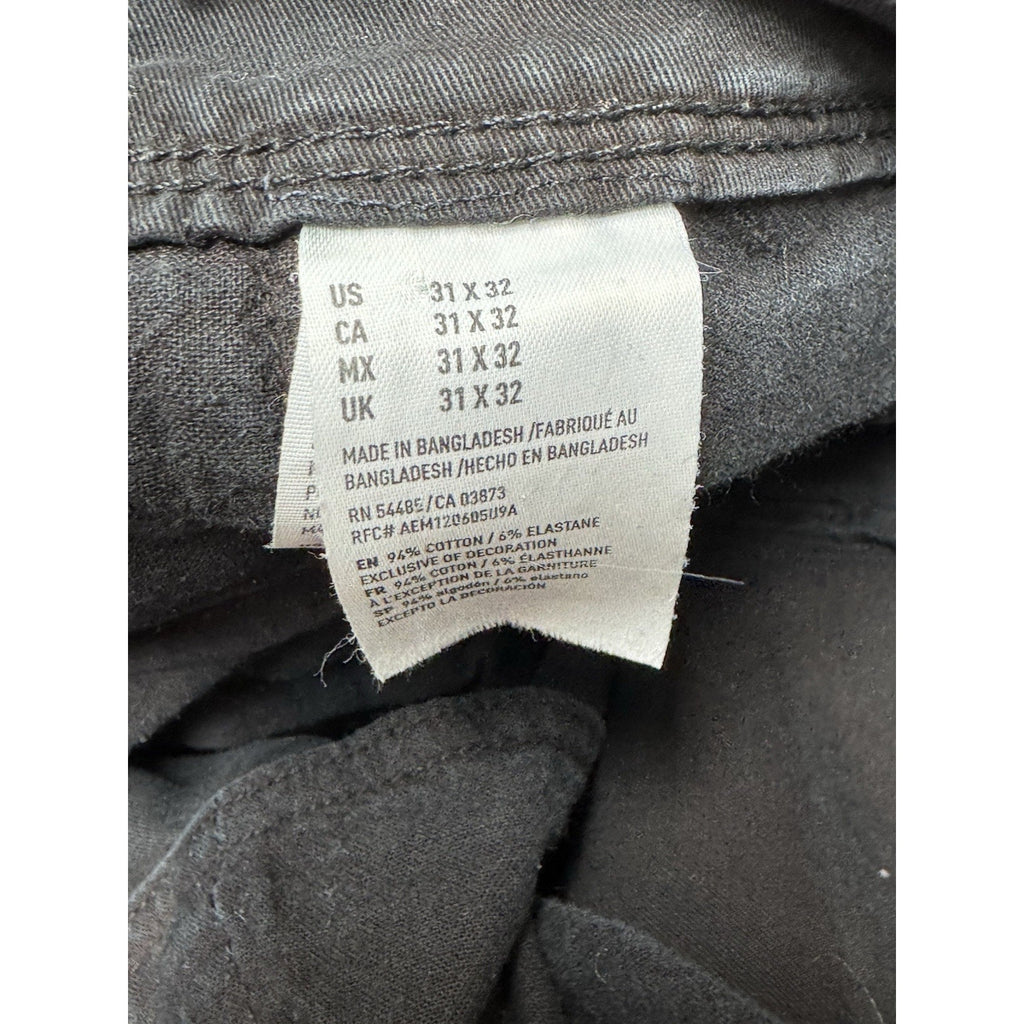 US 31 X 32
CA 31 X 32
MX 31 X 32
UK 31 X 32
MADE IN BANGLADESH /FABRIQUÉ AU
BANGLADESH /HECHO EN BANGLADESH
RN 54485/CA 03873
RFC# AEM120605U9A
EN 94% COTTON / 6% ELASTANE
EXCLUSIVE OF DECORATION
FR 94% COTON / 6% ÉLASTHANNE
À L'EXCEPTION DE LA GARNITURE
SP 94% algodón / 6% elastano
EXCEPTO LA DECORACIÓN